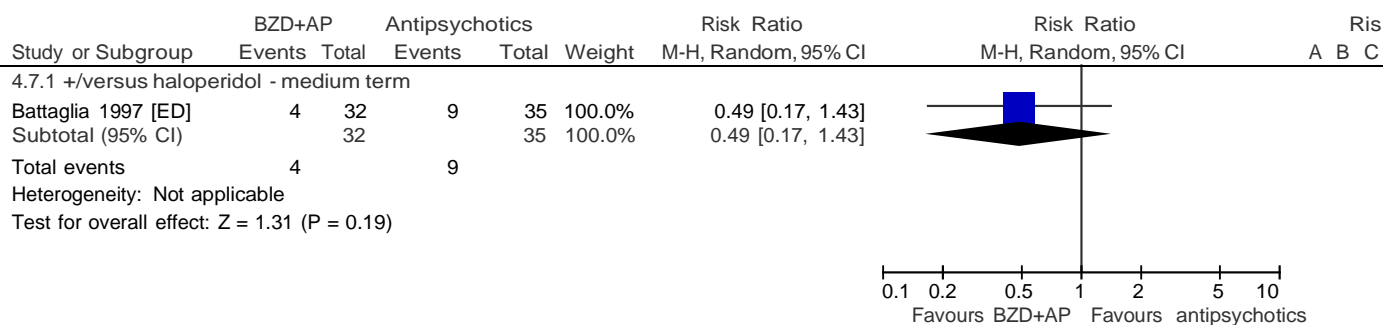 BZD+AP Antipsychotics Risk Ratio Risk Ratio Ris
Study or Subgroup Events Total Events Total Weight M-H, Random, 95% CI M-H, Random, 95% CI A B C
4.7.1 +/versus haloperidol - medium term
Battaglia 1997 [ED] 4 32 9 35 100.0% 0.49 [0.17, 1.43]
Subtotal (95% CI) 32 35 100.0% 0.49 [0.17, 1.43]
Total events 4 9
Heterogeneity: Not applicable
Test for overall effect: Z = 1.31 (P = 0.19)
0.1 0.2 0.5 1 2 5 10
Favours BZD+AP Favours antipsychotics